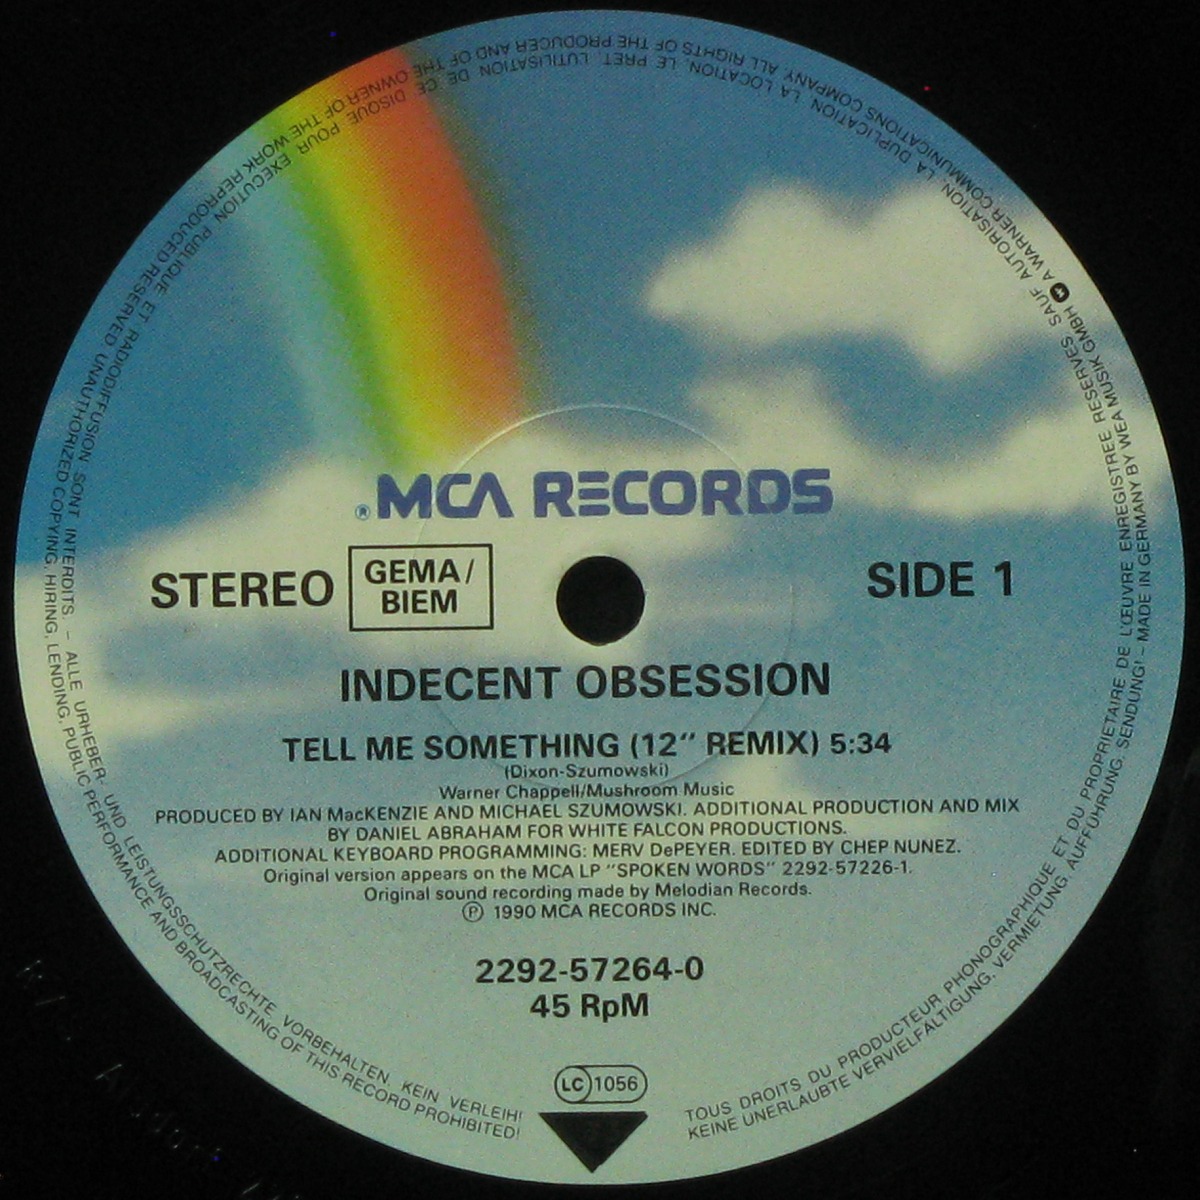 ® MCA RECORDS
STEREO
GEMA/
BIEM
SIDE 1
INDECENT OBSESSION
TELL ME SOMETHING (12" REMIX) 5:34
(Dixon-Szumowski)
Warner Chappell/Mushroom Music
PRODUCED BY IAN MacKENZIE AND MICHAEL SZUMOWSKI. ADDITIONAL PRODUCTION AND MIX
BY DANIEL ABRAHAM FOR WHITE FALCON PRODUCTIONS.
ADDITIONAL KEYBOARD PROGRAMMING: MERV DePEYER. EDITED BY CHEP NUNEZ.
Original version appears on the MCA LP "SPOKEN WORDS" 2292-57226-1.
Original sound recording made by Melodian Records.
Ⓟ 1990 MCA RECORDS INC.
2292-57264-0
45 RpM
LC 1056
TOUS DROITS DU PRODUCTEUR PHONOGRAPHIQUE ET DU PROPRIETAIRE DE L'ŒUVRE ENREGISTREE RESERVES. SAUF AUTORISATION, LA DUPLICATION, LA LOCATION, LE PRET, L'UTILISATION DE CE DISQUE POUR EXECUTION PUBLIQUE ET RADIODIFFUSION SONT INTERDITS. – ALLE URHEBER- UND LEISTUNGSSCHUTZRECHTE VORBEHALTEN. KEIN VERLEIH!
KEINE UNERLAUBTE VERVIELFÄLTIGUNG, VERMIETUNG, AUFFÜHRUNG, SENDUNG! – MADE IN GERMANY BY WEA MUSIK GMBH A WARNER COMMUNICATIONS COMPANY. ALL RIGHTS OF THE PRODUCER AND OF THE OWNER OF THE WORK REPRODUCED RESERVED UNAUTHORIZED COPYING, HIRING, LENDING, PUBLIC PERFORMANCE AND BROADCASTING OF THIS RECORD PROHIBITED!